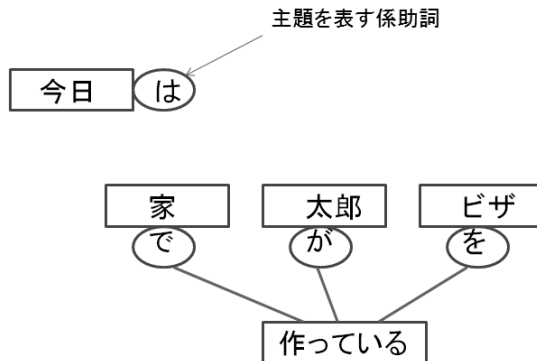 主題を表す係助詞
今日 は
家 太郎 ビザ
で が を
作っている